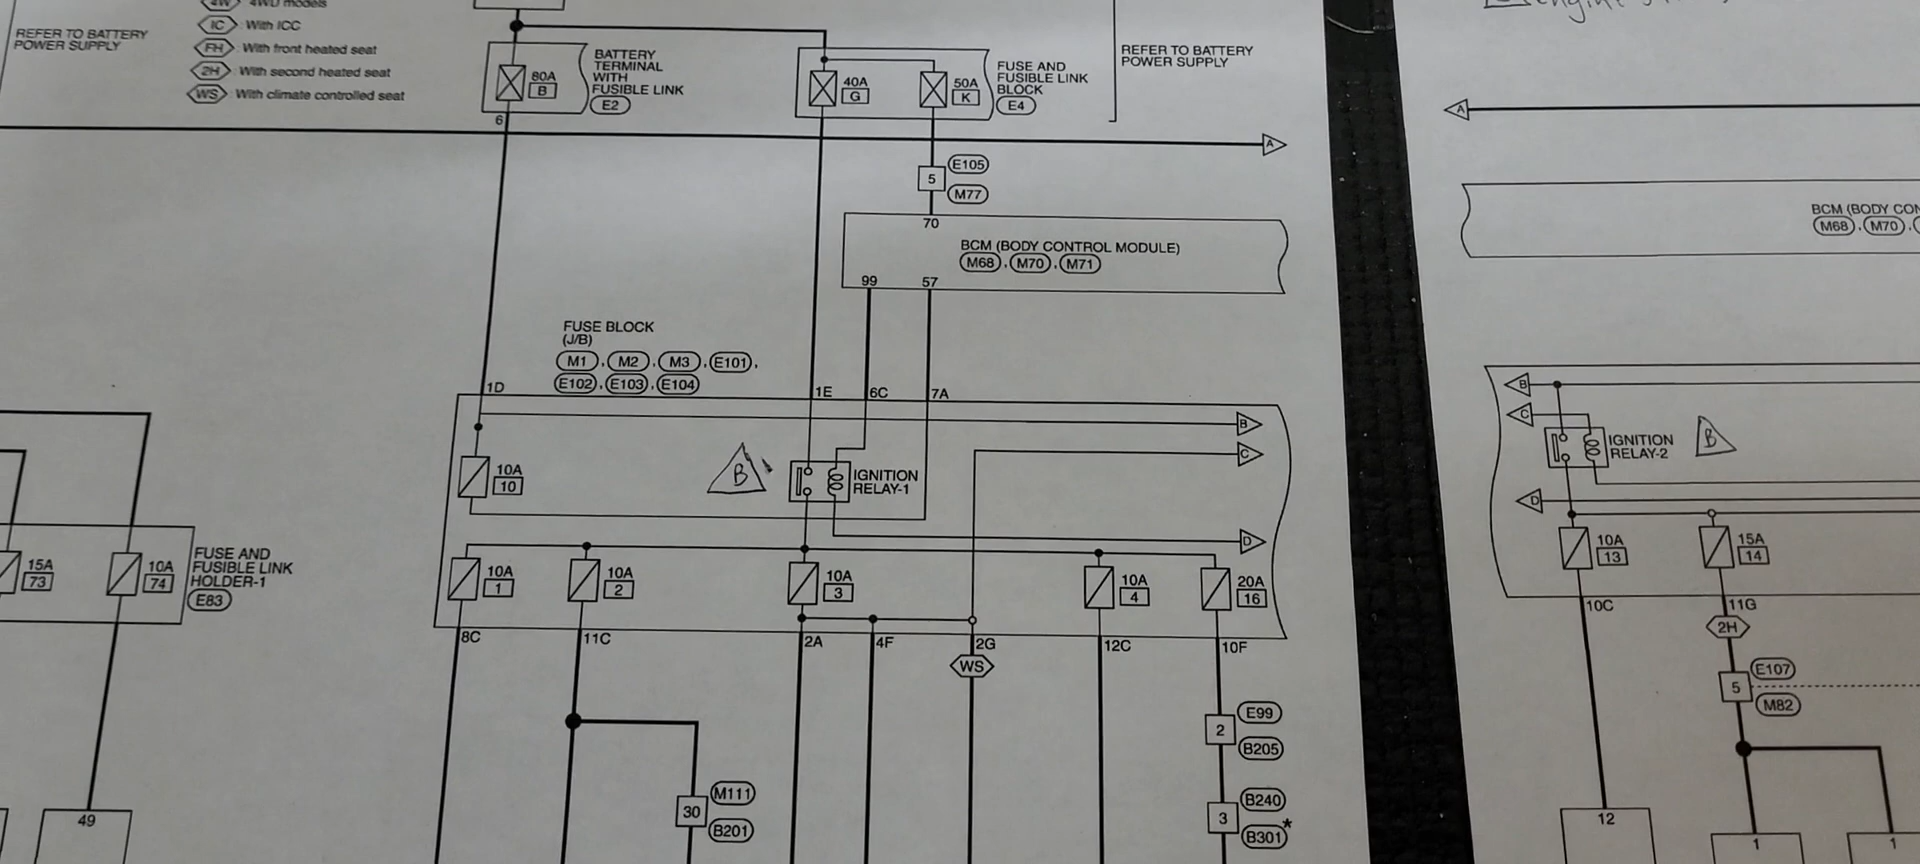 4W : 4WD models
IC : With ICC
FH : With front heated seat
2H : With second heated seat
WS : With climate controlled seat
REFER TO BATTERY
POWER SUPPLY
80A
B
BATTERY
TERMINAL
WITH
FUSIBLE LINK
E2
6
40A
G
50A
K
FUSE AND
FUSIBLE LINK
BLOCK
E4
REFER TO BATTERY
POWER SUPPLY
A
5
E105
M77
70
BCM (BODY CONTROL MODULE)
M68 , M70 , M71
99
57
FUSE BLOCK
(J/B)
M1 , M2 , M3 , E101 ,
E102 , E103 , E104
1D
1E
6C
7A
B
C
10A
10
B
IGNITION
RELAY-1
D
10A
1
10A
2
10A
3
10A
4
20A
16
8C
11C
2A
4F
2G
12C
10F
WS
2
E99
B205
30
M111
B201
3
B240
B301 *
15A
73
10A
74
FUSE AND
FUSIBLE LINK
HOLDER-1
E83
49
A
BCM (BODY CON
M68 , M70 ,
B
C
IGNITION
RELAY-2
B
D
10A
13
15A
14
10C
11G
2H
5
E107
M82
12
1
1